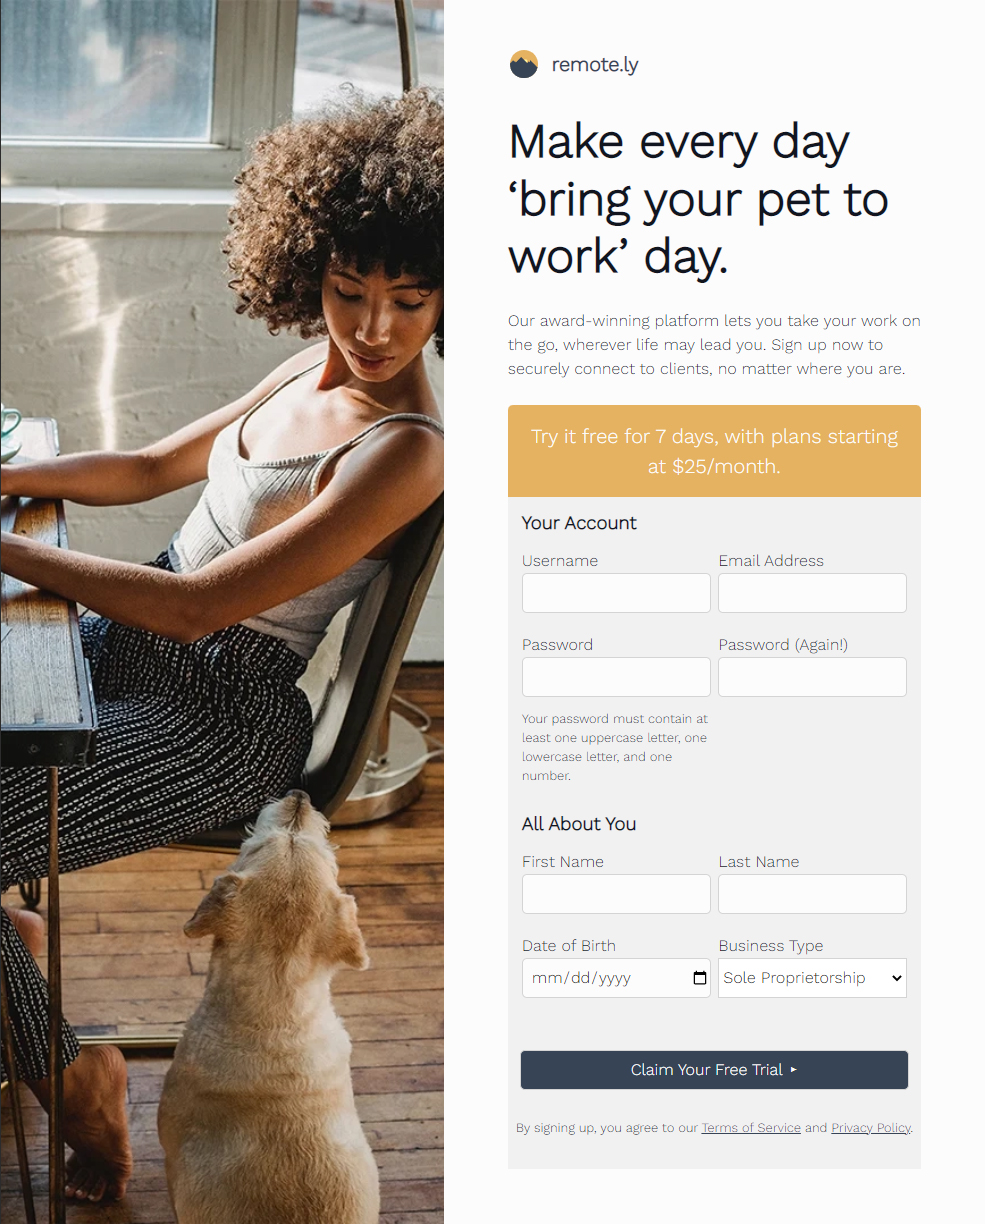 remote.ly
Make every day
‘bring your pet to
work’ day.
Our award-winning platform lets you take your work on
the go, wherever life may lead you. Sign up now to
securely connect to clients, no matter where you are.
Try it free for 7 days, with plans starting
at $25/month.
Your Account
Username
Email Address
Password
Password (Again!)
Your password must contain at
least one uppercase letter, one
lowercase letter, and one
number.
All About You
First Name
Last Name
Date of Birth
Business Type
mm/dd/yyyy
Sole Proprietorship
Claim Your Free Trial ▸
By signing up, you agree to our Terms of Service and Privacy Policy.